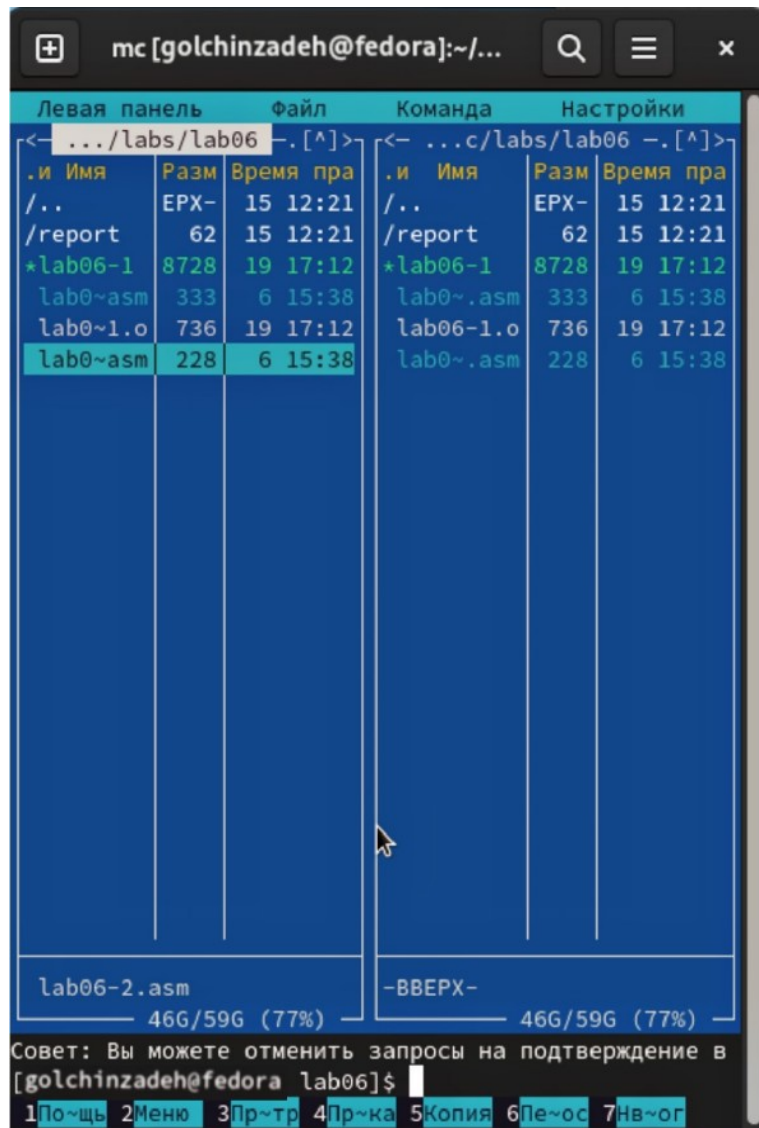 mc [golchinzadeh@fedora]:~/...
Левая панель Файл Команда Настройки
<— .../labs/lab06 —.[^]>
.и Имя Разм Время пра
/.. ЕРХ- 15 12:21
/report 62 15 12:21
*lab06-1 8728 19 17:12
lab0~asm 333 6 15:38
lab0~1.o 736 19 17:12
lab0~asm 228 6 15:38
lab06-2.asm
46G/59G (77%)
<— ...c/labs/lab06 —.[^]>
.и Имя Разм Время пра
/.. ЕРХ- 15 12:21
/report 62 15 12:21
*lab06-1 8728 19 17:12
lab0~.asm 333 6 15:38
lab06-1.o 736 19 17:12
lab0~.asm 228 6 15:38
-ВВЕРХ-
46G/59G (77%)
Совет: Вы можете отменить запросы на подтверждение в
[golchinzadeh@fedora lab06]$
1По~щь 2Меню 3Пр~тр 4Пр~ка 5Копия 6Пе~ос 7Нв~ог